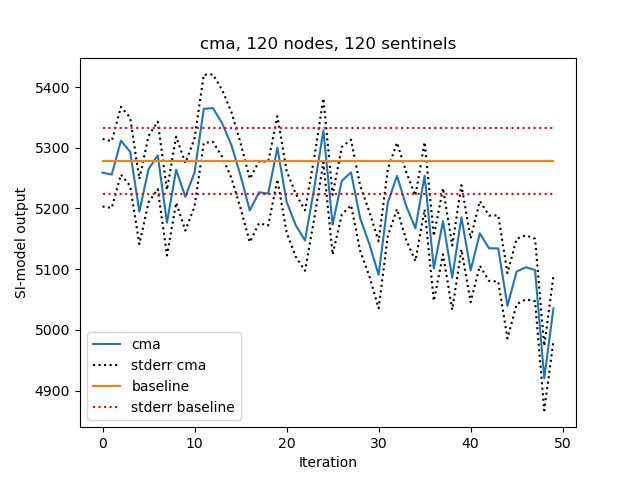 cma, 120 nodes, 120 sentinels
SI-model output
5400
5300
5200
5100
5000
4900
cma
stderr cma
baseline
stderr baseline
0 10 20 30 40 50
Iteration